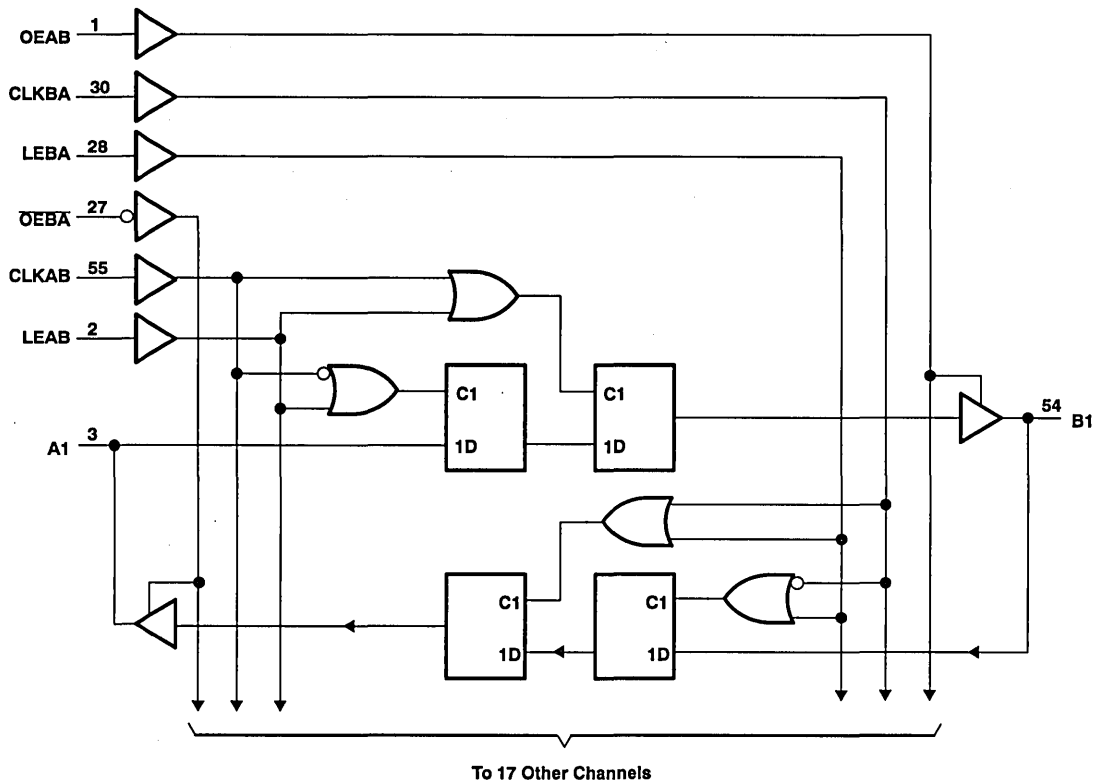 OEAB 1
CLKBA 30
LEBA 28
OEBA 27
CLKAB 55
LEAB 2
C1 C1
54 B1
A1 3
1D 1D
C1 C1
1D 1D
To 17 Other Channels